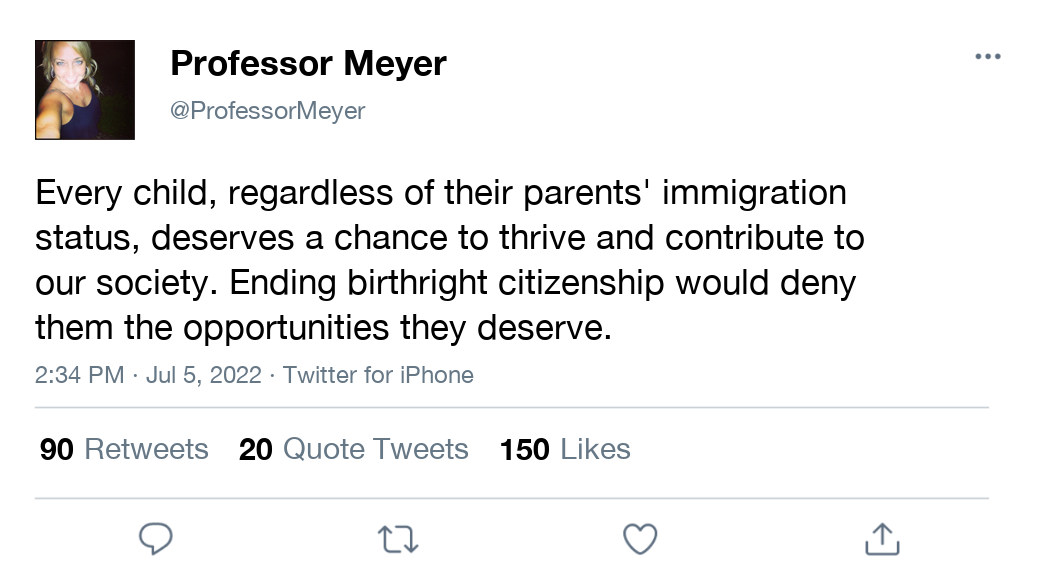 Professor Meyer
@ProfessorMeyer
Every child, regardless of their parents' immigration
status, deserves a chance to thrive and contribute to
our society. Ending birthright citizenship would deny
them the opportunities they deserve.
2:34 PM · Jul 5, 2022 · Twitter for iPhone
90 Retweets 20 Quote Tweets 150 Likes